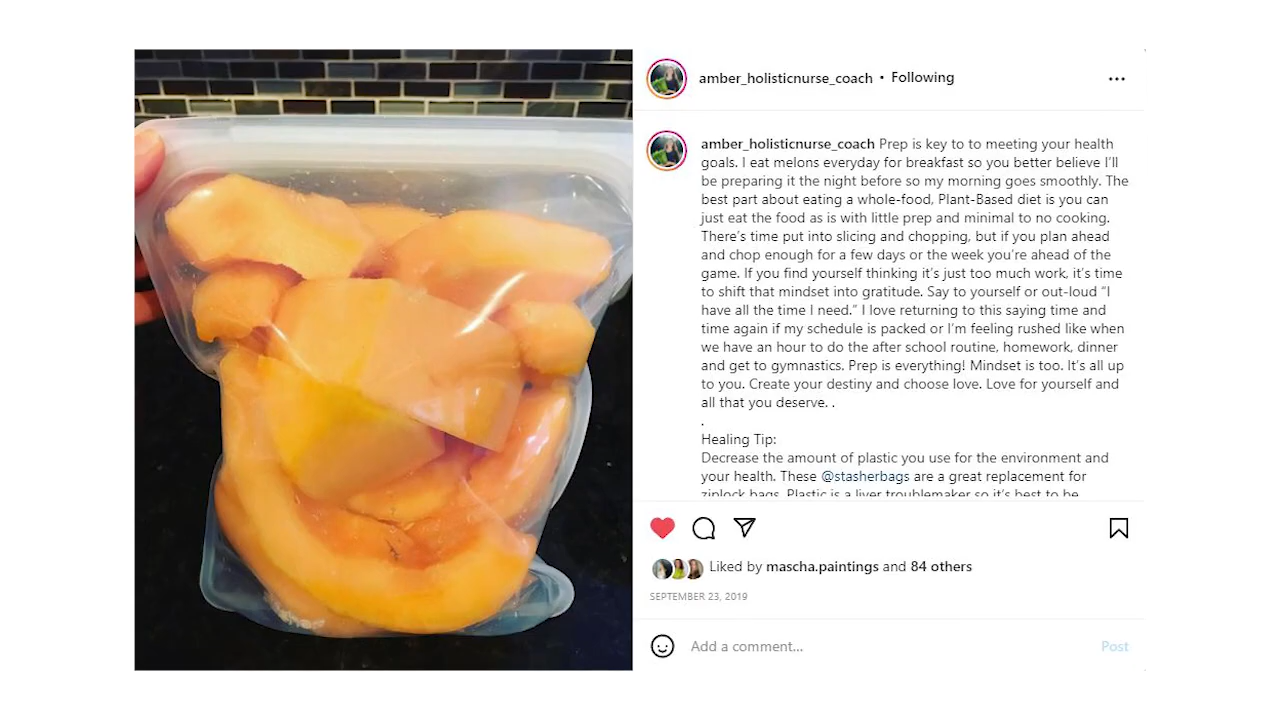 amber_holisticnurse_coach • Following
amber_holisticnurse_coach Prep is key to to meeting your health
goals. I eat melons everyday for breakfast so you better believe I'll
be preparing it the night before so my morning goes smoothly. The
best part about eating a whole-food, Plant-Based diet is you can
just eat the food as is with little prep and minimal to no cooking.
There's time put into slicing and chopping, but if you plan ahead
and chop enough for a few days or the week you're ahead of the
game. If you find yourself thinking it's just too much work, it's time
to shift that mindset into gratitude. Say to yourself or out-loud "I
have all the time I need." I love returning to this saying time and
time again if my schedule is packed or I'm feeling rushed like when
we have an hour to do the after school routine, homework, dinner
and get to gymnastics. Prep is everything! Mindset is too. It's all up
to you. Create your destiny and choose love. Love for yourself and
all that you deserve. .
.
Healing Tip:
Decrease the amount of plastic you use for the environment and
your health. These @stasherbags are a great replacement for
ziplock bags. Plastic is a liver troublemaker so it's best to be
Liked by mascha.paintings and 84 others
SEPTEMBER 23, 2019
Add a comment...
Post